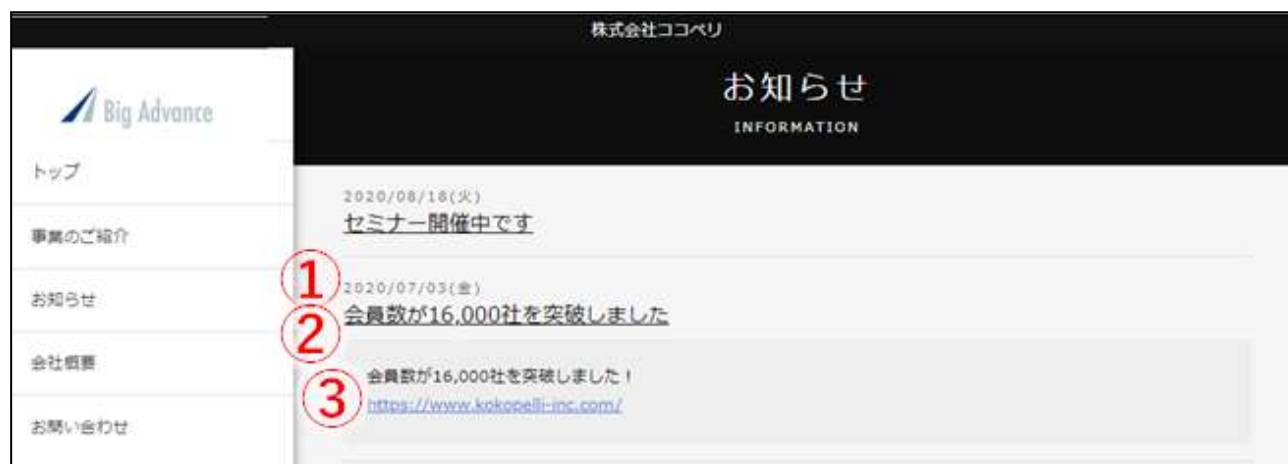 株式会社ココペリ
Big Advance
トップ
事業のご紹介
お知らせ
会社概要
お問い合わせ
お知らせ
INFORMATION
2020/08/18(火)
セミナー開催中です
①
2020/07/03(金)
②
会員数が16,000社を突破しました
③
会員数が16,000社を突破しました！
https://www.kokopelli-inc.com/